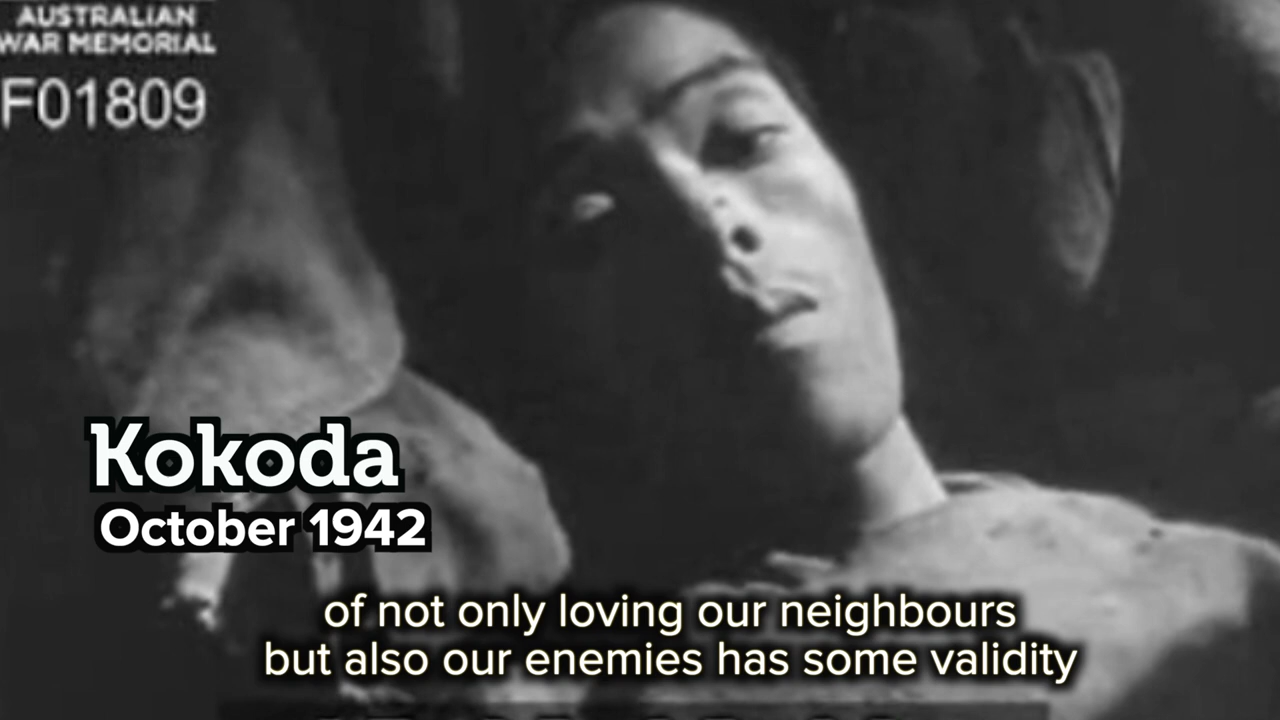 AUSTRALIAN
WAR MEMORIAL
F01809
Kokoda
October 1942
of not only loving our neighbours
but also our enemies has some validity